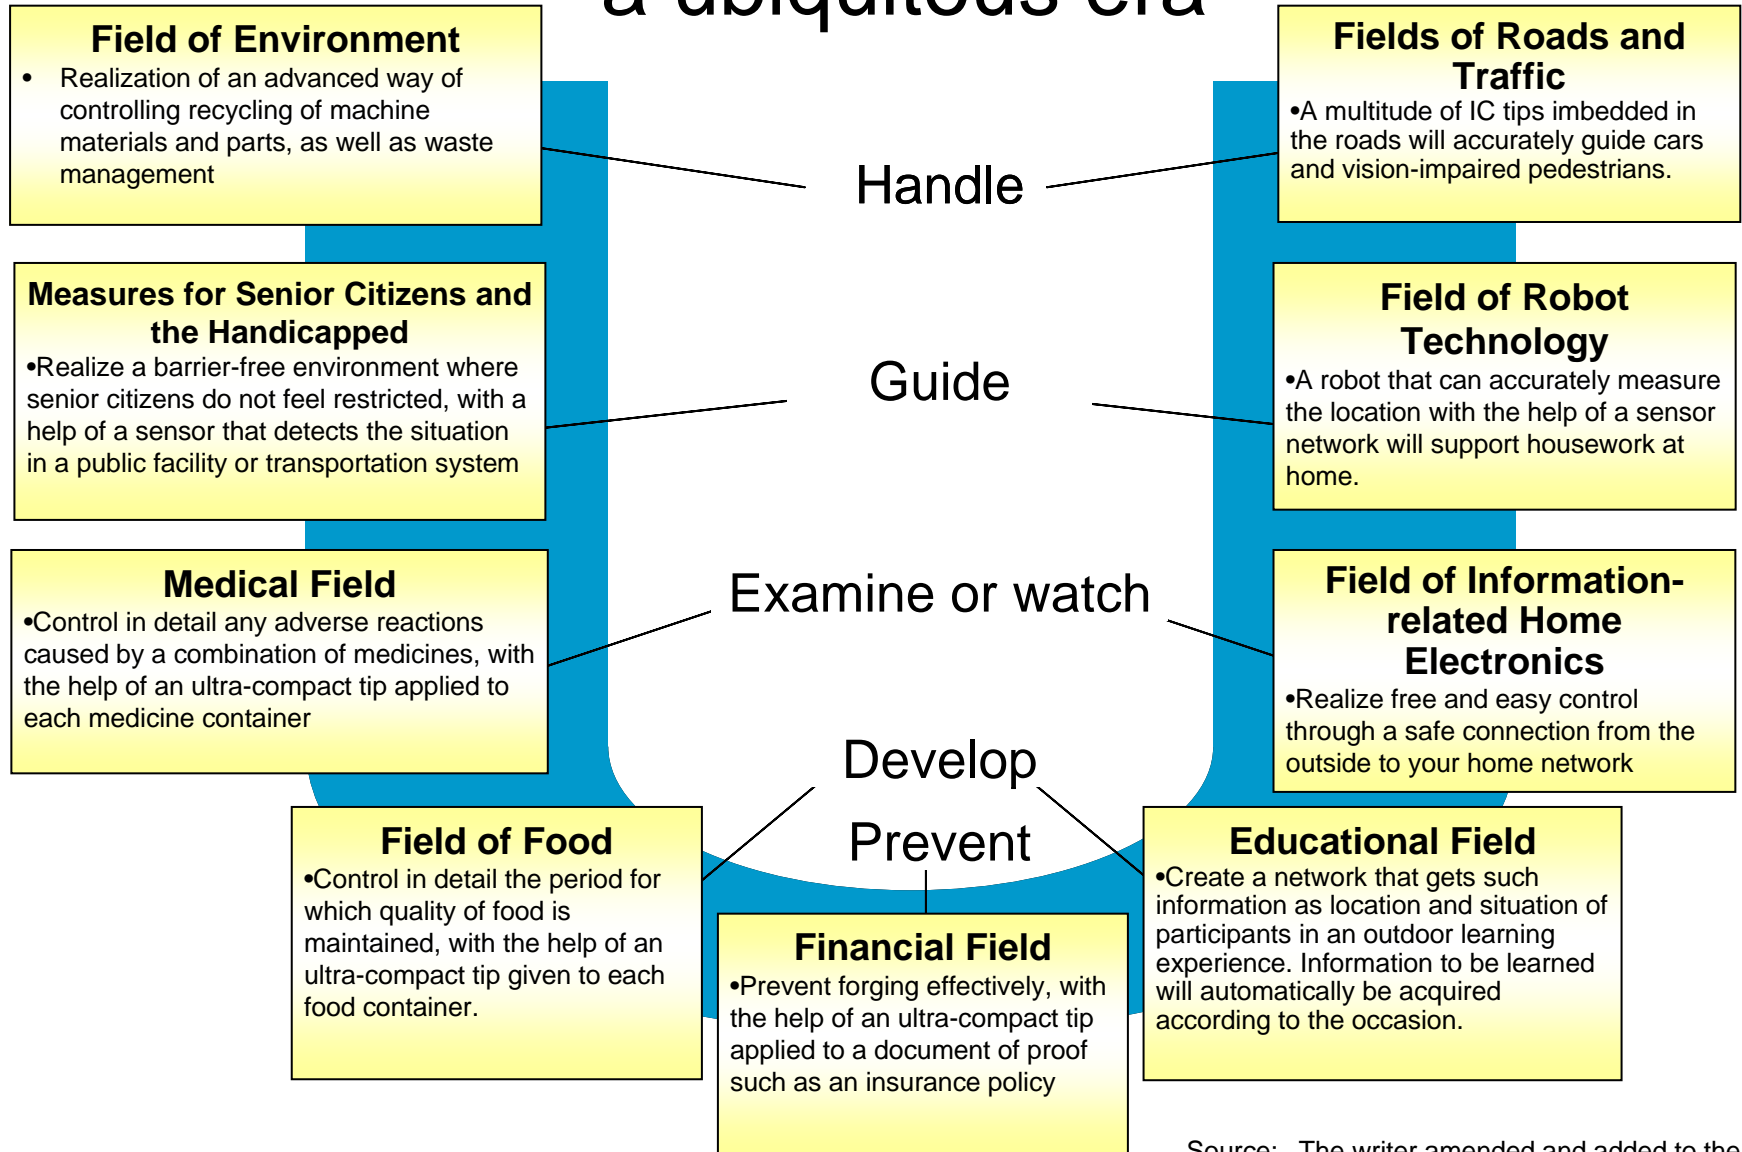 a ubiquitous era
Field of Environment
• Realization of an advanced way of
controlling recycling of machine
materials and parts, as well as waste
management
Fields of Roads and
Traffic
•A multitude of IC tips imbedded in
the roads will accurately guide cars
and vision-impaired pedestrians.
Handle
Measures for Senior Citizens and
the Handicapped
•Realize a barrier-free environment where
senior citizens do not feel restricted, with a
help of a sensor that detects the situation
in a public facility or transportation system
Guide
Field of Robot
Technology
•A robot that can accurately measure
the location with the help of a sensor
network will support housework at
home.
Medical Field
•Control in detail any adverse reactions
caused by a combination of medicines, with
the help of an ultra-compact tip applied to
each medicine container
Examine or watch
Field of Information-
related Home
Electronics
•Realize free and easy control
through a safe connection from the
outside to your home network
Develop
Prevent
Field of Food
•Control in detail the period for
which quality of food is
maintained, with the help of an
ultra-compact tip given to each
food container.
Financial Field
•Prevent forging effectively, with
the help of an ultra-compact tip
applied to a document of proof
such as an insurance policy
Educational Field
•Create a network that gets such
information as location and situation of
participants in an outdoor learning
experience. Information to be learned
will automatically be acquired
according to the occasion.
Source: The writer amended and added to the